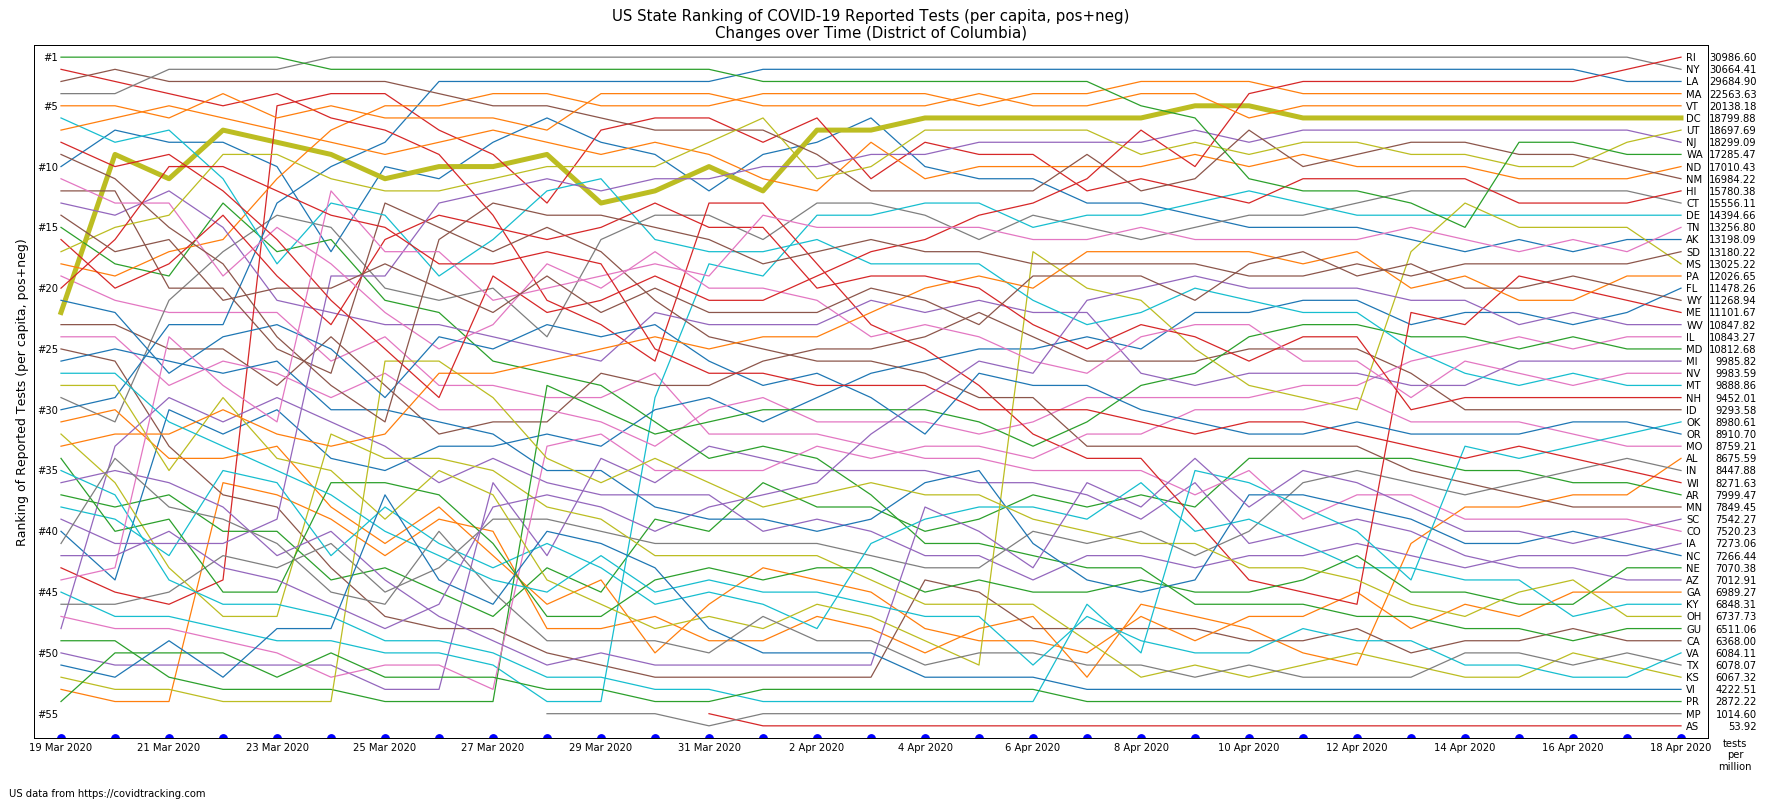 US State Ranking of COVID-19 Reported Tests (per capita, pos+neg)
Changes over Time (District of Columbia)
Ranking of Reported Tests (per capita, pos+neg)
#1
#5
#10
#15
#20
#25
#30
#35
#40
#45
#50
#55
RI 30986.60
NY 30664.41
LA 29684.90
MA 22563.63
VT 20138.18
DC 18799.88
UT 18697.69
NJ 18299.09
WA 17285.47
ND 17010.43
NM 16984.22
HI 15780.38
CT 15556.11
DE 14394.66
TN 13256.80
AK 13198.09
SD 13180.22
MS 13025.22
PA 12026.65
FL 11478.26
WY 11268.94
ME 11101.67
WV 10847.82
IL 10843.27
MD 10812.68
MI 9985.82
NV 9983.59
MT 9888.86
NH 9452.01
ID 9293.58
OK 8980.61
OR 8910.70
MO 8759.21
AL 8675.59
IN 8447.88
WI 8271.63
AR 7999.47
MN 7849.45
SC 7542.27
CO 7520.23
IA 7273.06
NC 7266.44
NE 7070.38
AZ 7012.91
GA 6989.27
KY 6848.31
OH 6737.73
GU 6511.06
CA 6368.00
VA 6084.11
TX 6078.07
KS 6067.32
VI 4222.51
PR 2872.22
MP 1014.60
AS 53.92
19 Mar 2020 21 Mar 2020 23 Mar 2020 25 Mar 2020 27 Mar 2020 29 Mar 2020 31 Mar 2020 2 Apr 2020 4 Apr 2020 6 Apr 2020 8 Apr 2020 10 Apr 2020 12 Apr 2020 14 Apr 2020 16 Apr 2020 18 Apr 2020
tests
per
million
US data from https://covidtracking.com